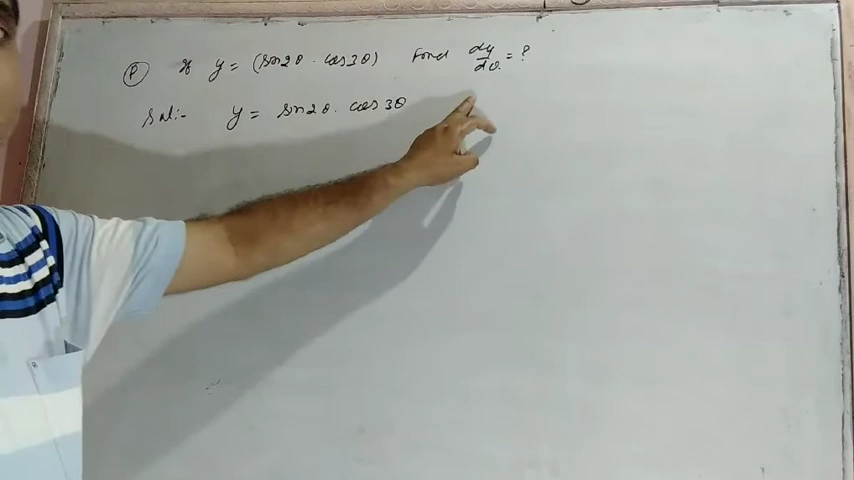 (P) If y = (sin2θ . cos3θ) Find dy/dθ = ?
Sol:- y = sin2θ. cos3θ